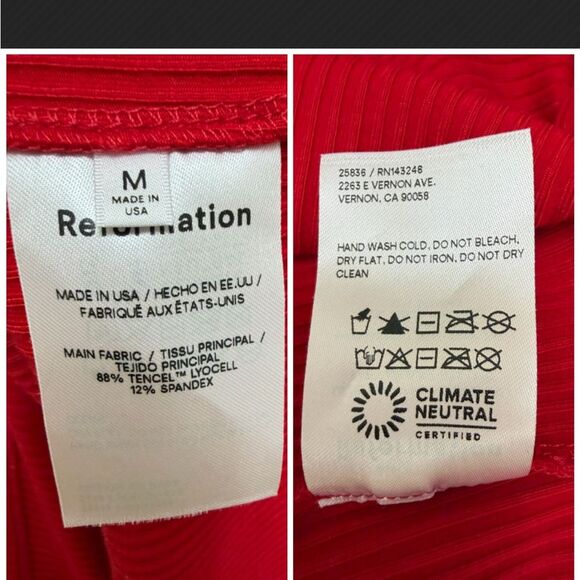 M
MADE IN
USA
MADE IN USA / HECHO EN EE.UU /
FABRIQUÉ AUX ÉTATS-UNIS
MAIN FABRIC / TISSU PRINCIPAL /
TEJIDO PRINCIPAL
88% TENCEL™ LYOCELL
12% SPANDEX
25836 / RN143248
2263 E VERNON AVE.
VERNON, CA 90058
HAND WASH COLD, DO NOT BLEACH,
DRY FLAT, DO NOT IRON, DO NOT DRY
CLEAN
CLIMATE
NEUTRAL
CERTIFIED